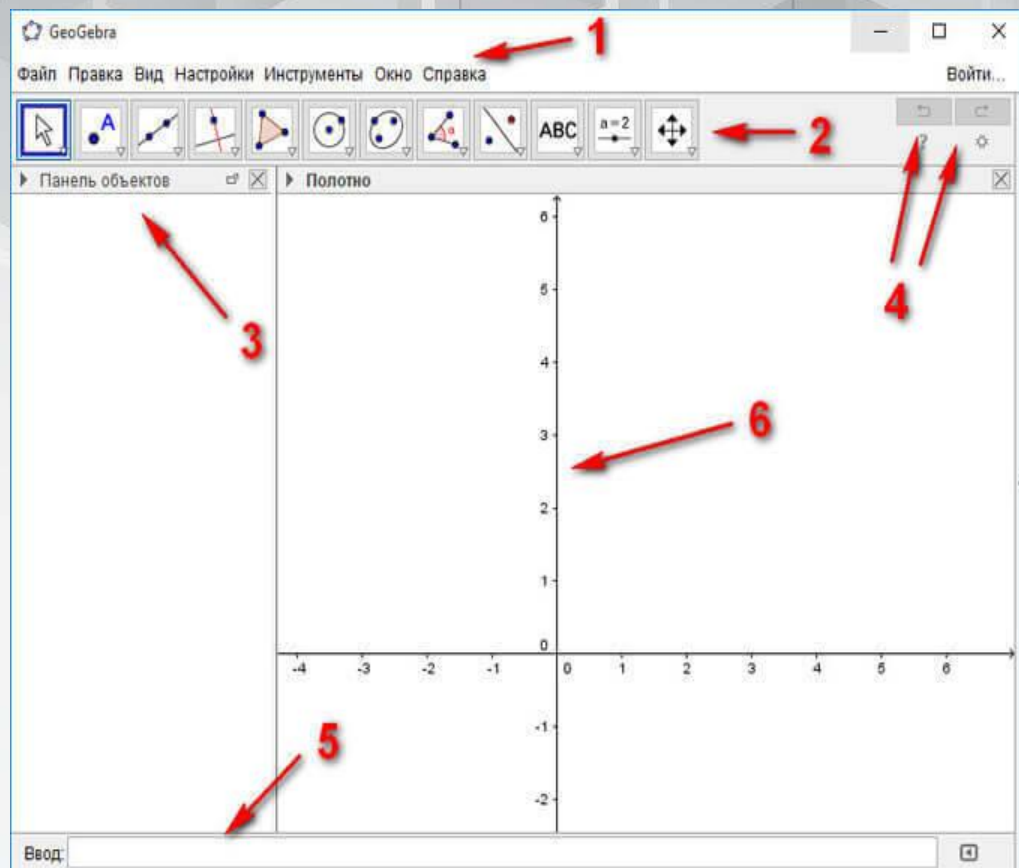 GeoGebra
1
Файл Правка Вид Настройки Инструменты Окно Справка Войти...
A α ABC a=2 2 ?
Панель объектов Полотно
3
4
6
5
4
3
6
2
1
0
-4 -3 -2 -1 0 1 2 3 4 5 6
-1
5
-2
Ввод: